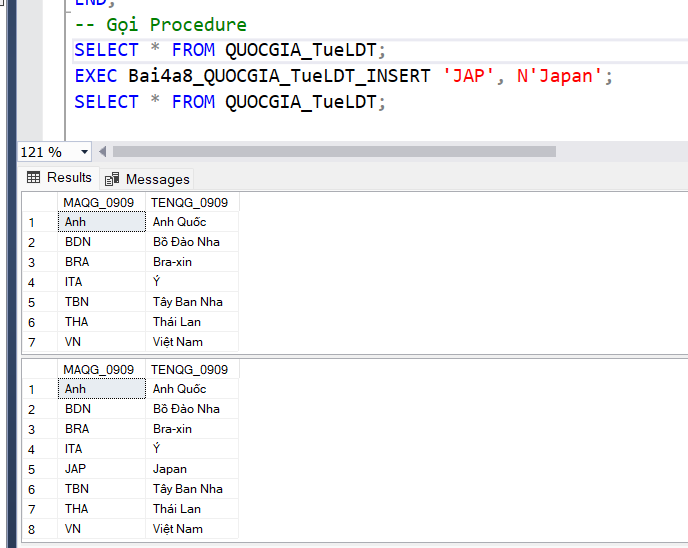 END;
-- Gọi Procedure
SELECT * FROM QUOCGIA_TueLDT;
EXEC Bai4a8_QUOCGIA_TueLDT_INSERT 'JAP', N'Japan';
SELECT * FROM QUOCGIA_TueLDT;
121 %
Results Messages
MAQG_0909 TENQG_0909
1 Anh Anh Quốc
2 BDN Bồ Đào Nha
3 BRA Bra-xin
4 ITA Ý
5 TBN Tây Ban Nha
6 THA Thái Lan
7 VN Việt Nam
MAQG_0909 TENQG_0909
1 Anh Anh Quốc
2 BDN Bồ Đào Nha
3 BRA Bra-xin
4 ITA Ý
5 JAP Japan
6 TBN Tây Ban Nha
7 THA Thái Lan
8 VN Việt Nam